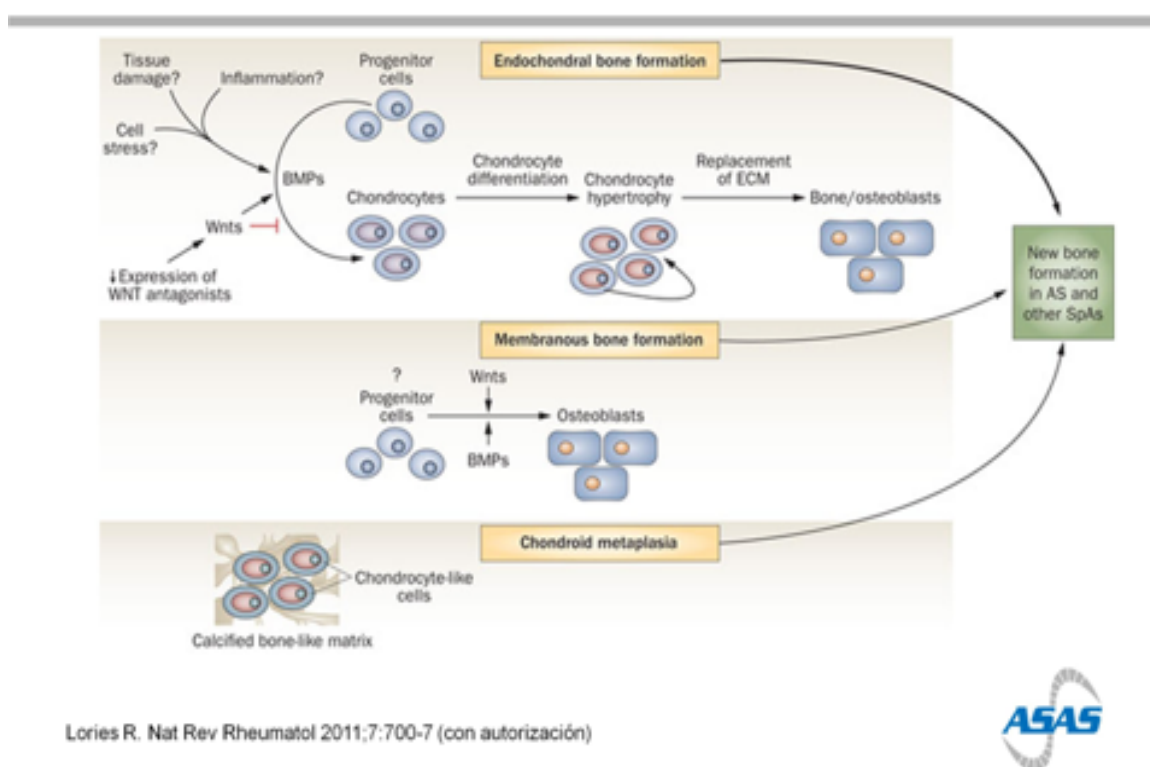 Endochondral bone formation
Tissue
damage?
Inflammation?
Progenitor
cells
Cell
stress?
BMPs
Wnts
↓Expression of
WNT antagonists
Chondrocytes
Chondrocyte
differentiation
Chondrocyte
hypertrophy
Replacement
of ECM
Bone/osteoblasts
New bone
formation
in AS and
other SpAs
Membranous bone formation
?
Progenitor
cells
Wnts
BMPs
Osteoblasts
Chondroid metaplasia
Chondrocyte-like
cells
Calcified bone-like matrix
Lories R. Nat Rev Rheumatol 2011;7:700-7 (con autorización)
ASAS